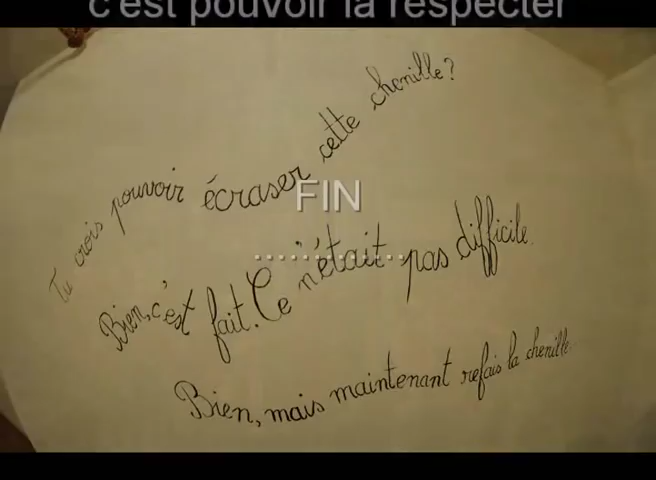 c'est pouvoir la respecter
Tu crois pouvoir écraser cette chenille?
FIN
..............
Bien, c'est fait. Ce n'était pas difficile.
Bien, mais maintenant refais la chenille.